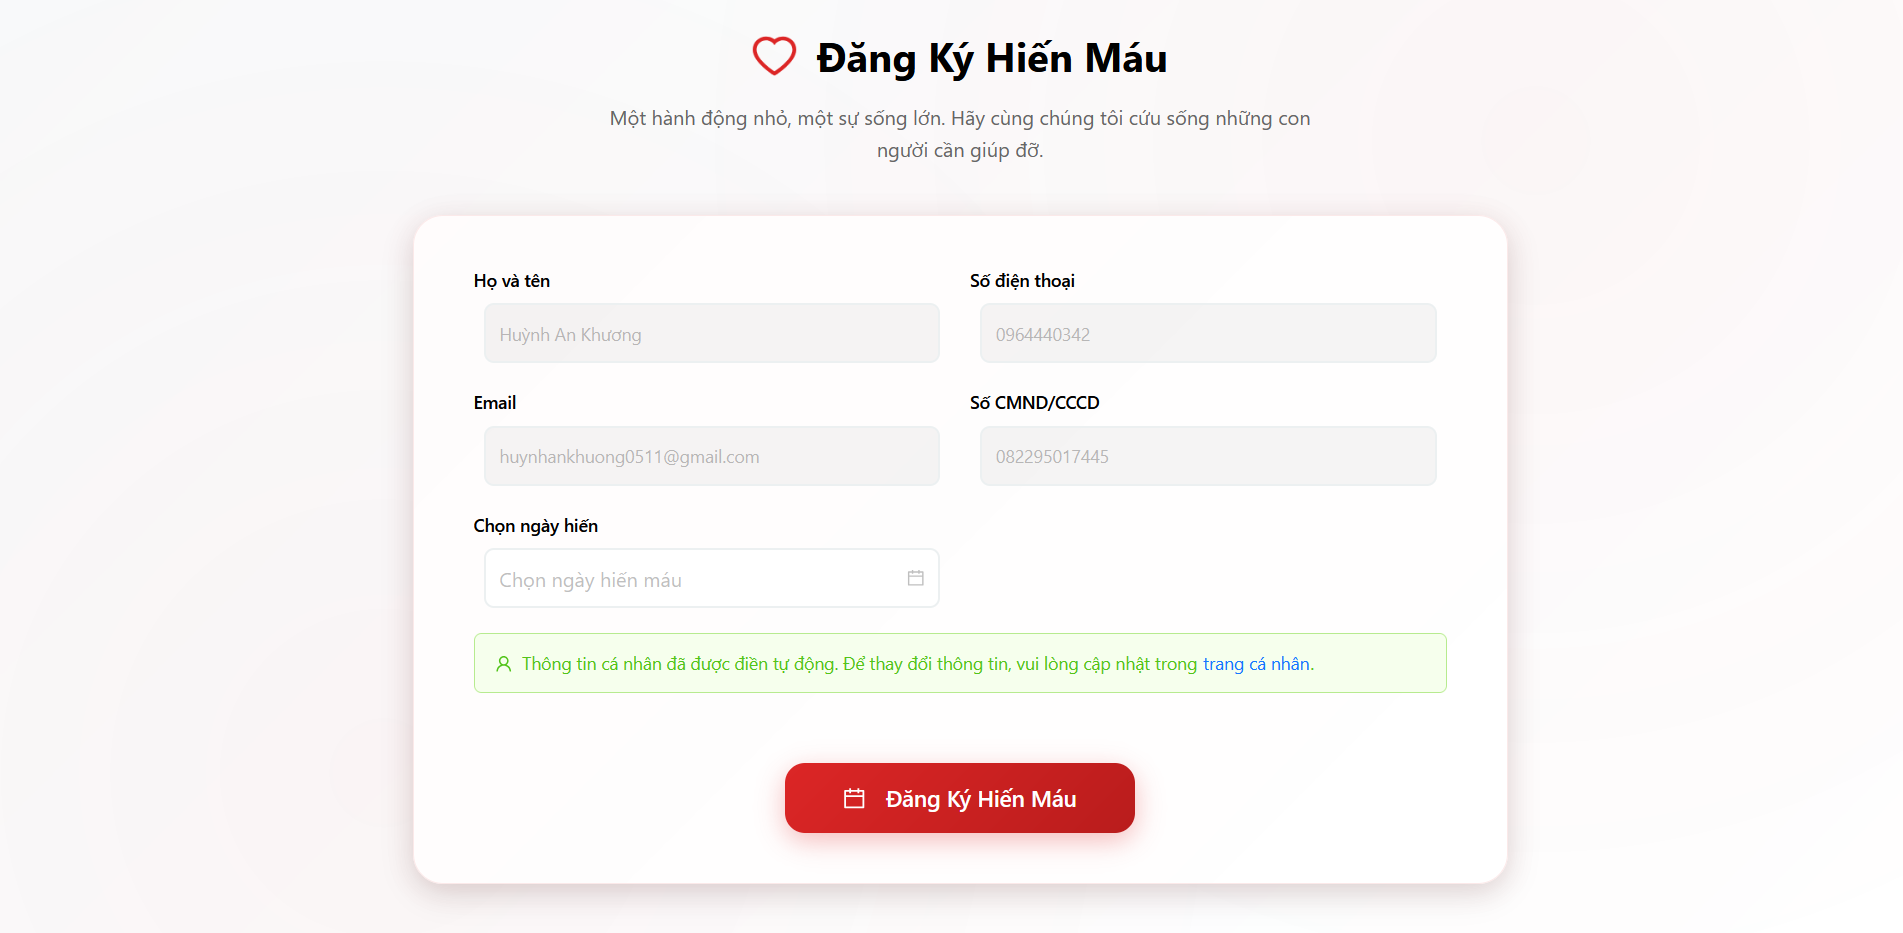 Đăng Ký Hiến Máu
Một hành động nhỏ, một sự sống lớn. Hãy cùng chúng tôi cứu sống những con
người cần giúp đỡ.
Họ và tên
Số điện thoại
Huỳnh An Khương
0964440342
Email
Số CMND/CCCD
huynhankhuong0511@gmail.com
082295017445
Chọn ngày hiến
Chọn ngày hiến máu
Thông tin cá nhân đã được điền tự động. Để thay đổi thông tin, vui lòng cập nhật trong trang cá nhân.
Đăng Ký Hiến Máu